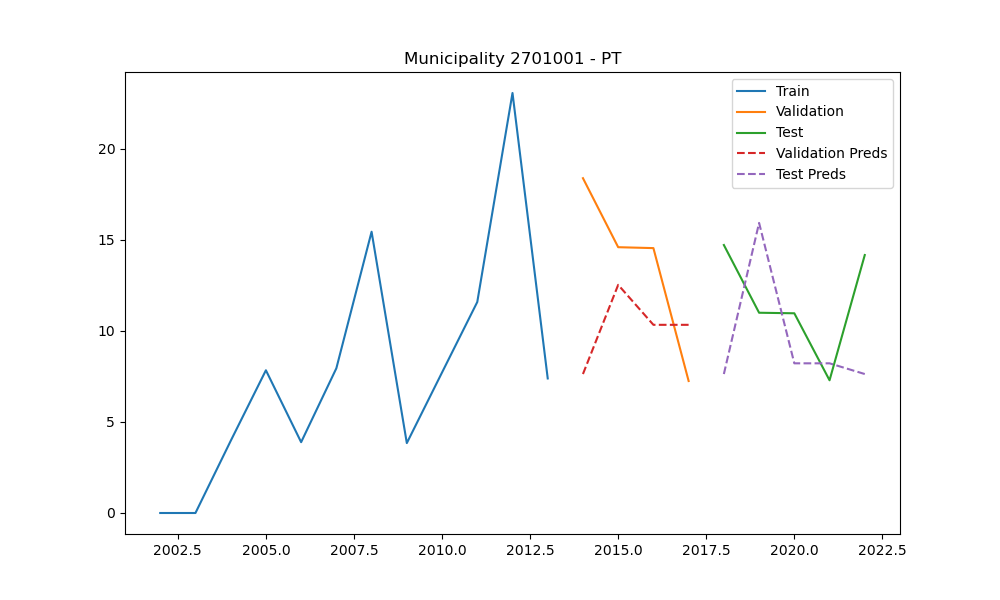 Municipality 2701001 - PT
Train
Validation
Test
Validation Preds
Test Preds
20
15
10
5
0
2002.5 2005.0 2007.5 2010.0 2012.5 2015.0 2017.5 2020.0 2022.5